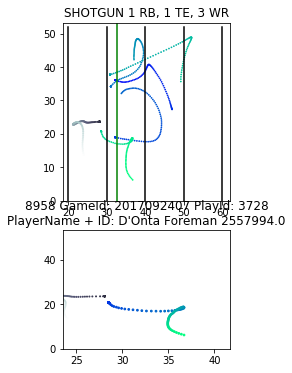 SHOTGUN 1 RB, 1 TE, 3 WR
50
40
30
20
10
0
20 30 40 50 60
8958 GameId: 2017092407 PlayId: 3728
PlayerName + ID: D'Onta Foreman 2557994.0
40
20
0
25 30 35 40